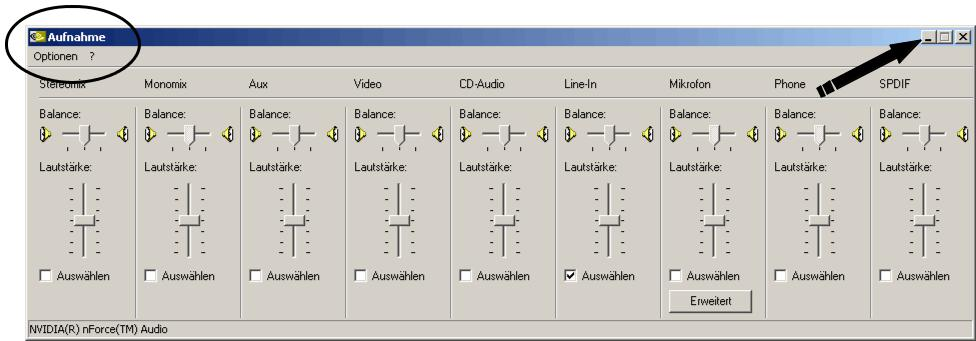 Aufnahme
Optionen ?
Stereomix Monomix Aux Video CD-Audio Line-In Mikrofon Phone SPDIF
Balance: Balance: Balance: Balance: Balance: Balance: Balance: Balance: Balance:
Lautstärke: Lautstärke: Lautstärke: Lautstärke: Lautstärke: Lautstärke: Lautstärke: Lautstärke: Lautstärke:
Auswählen Auswählen Auswählen Auswählen Auswählen Auswählen Auswählen Auswählen Auswählen
Erweitert
NVIDIA(R) nForce(TM) Audio